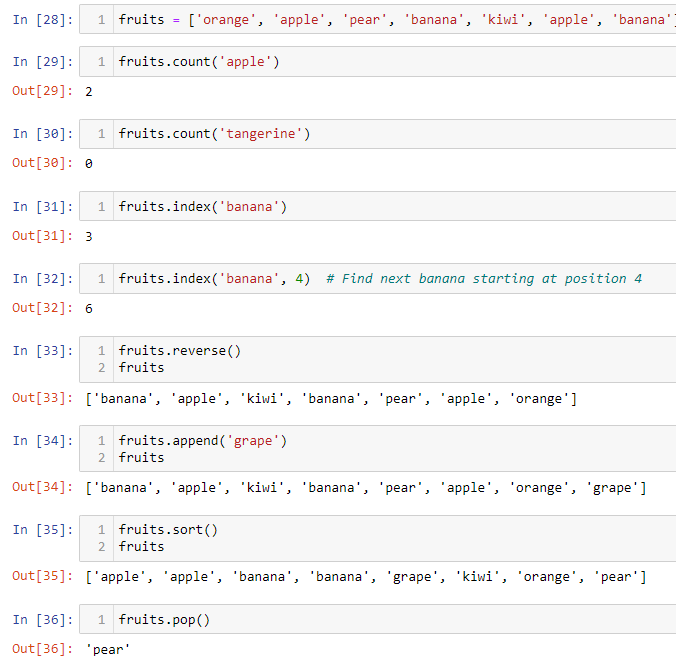 In [28]: 1 fruits = ['orange', 'apple', 'pear', 'banana', 'kiwi', 'apple', 'banana']
In [29]: 1 fruits.count('apple')
Out[29]: 2
In [30]: 1 fruits.count('tangerine')
Out[30]: 0
In [31]: 1 fruits.index('banana')
Out[31]: 3
In [32]: 1 fruits.index('banana', 4)  # Find next banana starting at position 4
Out[32]: 6
In [33]: 1 fruits.reverse()
2 fruits
Out[33]: ['banana', 'apple', 'kiwi', 'banana', 'pear', 'apple', 'orange']
In [34]: 1 fruits.append('grape')
2 fruits
Out[34]: ['banana', 'apple', 'kiwi', 'banana', 'pear', 'apple', 'orange', 'grape']
In [35]: 1 fruits.sort()
2 fruits
Out[35]: ['apple', 'apple', 'banana', 'banana', 'grape', 'kiwi', 'orange', 'pear']
In [36]: 1 fruits.pop()
Out[36]: 'pear'